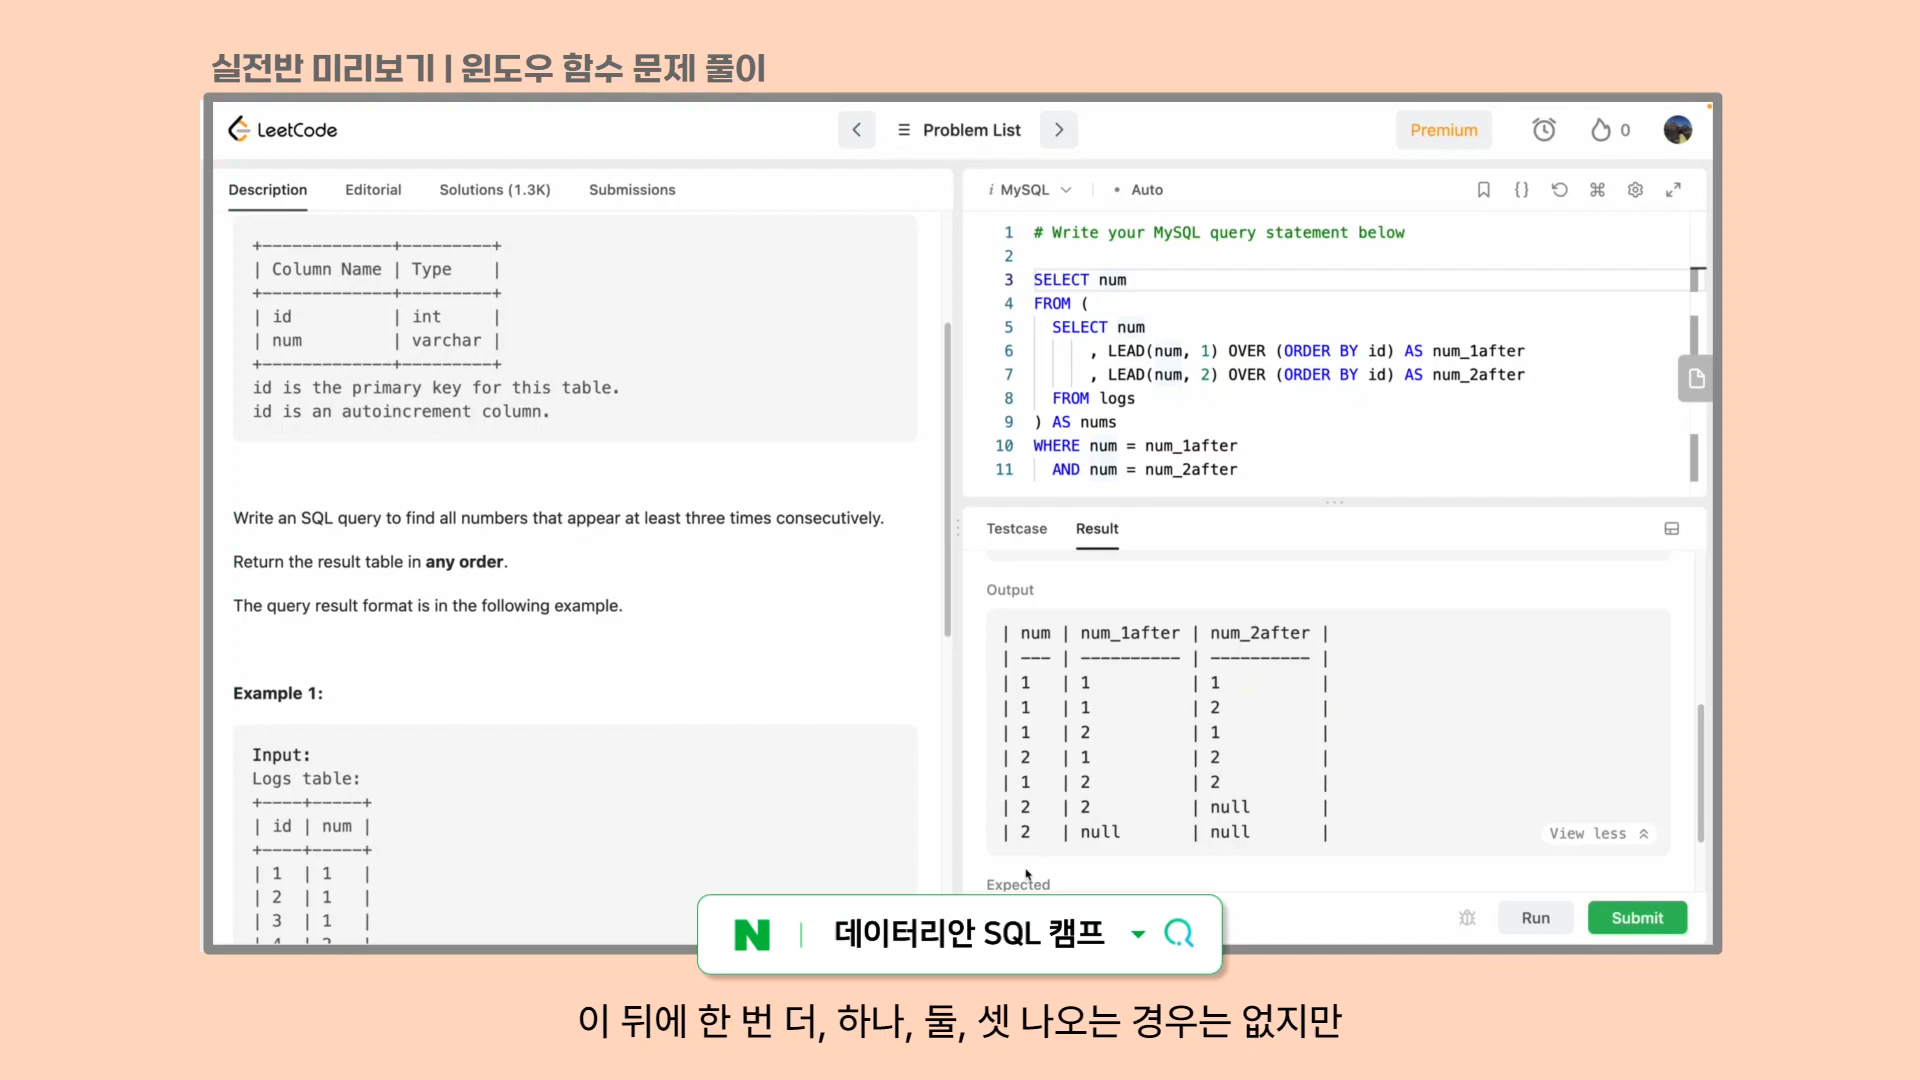 실전반 미리보기 | 윈도우 함수 문제 풀이
LeetCode
Problem List
Premium
0
Description Editorial Solutions (1.3K) Submissions
+-------------+---------+
| Column Name | Type    |
+-------------+---------+
| id          | int     |
| num         | varchar |
+-------------+---------+
id is the primary key for this table.
id is an autoincrement column.
Write an SQL query to find all numbers that appear at least three times consecutively.
Return the result table in any order.
The query result format is in the following example.
Example 1:
Input:
Logs table:
+----+-----+
| id | num |
+----+-----+
| 1  | 1   |
| 2  | 1   |
| 3  | 1   |
i MySQL • Auto
1 # Write your MySQL query statement below
2
3 SELECT num
4 FROM (
5 SELECT num
6 , LEAD(num, 1) OVER (ORDER BY id) AS num_1after
7 , LEAD(num, 2) OVER (ORDER BY id) AS num_2after
8 FROM logs
9 ) AS nums
10 WHERE num = num_1after
11 AND num = num_2after
Testcase Result
Output
| num | num_1after | num_2after |
| --- | ---------- | ---------- |
| 1   | 1          | 1          |
| 1   | 1          | 2          |
| 1   | 2          | 1          |
| 2   | 1          | 2          |
| 1   | 2          | 2          |
| 2   | 2          | null       |
| 2   | null       | null       |
View less
Expected
Run Submit
N | 데이터리안 SQL 캠프
이 뒤에 한 번 더, 하나, 둘, 셋 나오는 경우는 없지만